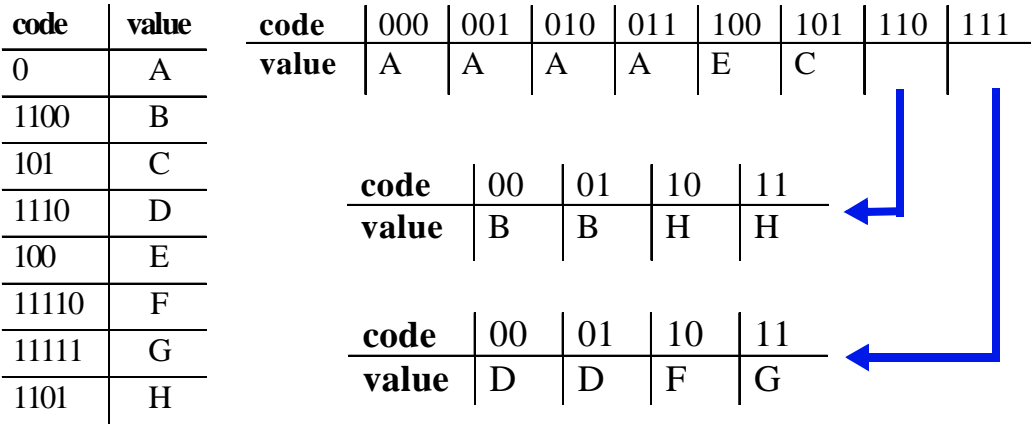 code value
0 A
1100 B
101 C
1110 D
100 E
11110 F
11111 G
1101 H
code 000 001 010 011 100 101 110 111
value A A A A E C
code 00 01 10 11
value B B H H
code 00 01 10 11
value D D F G